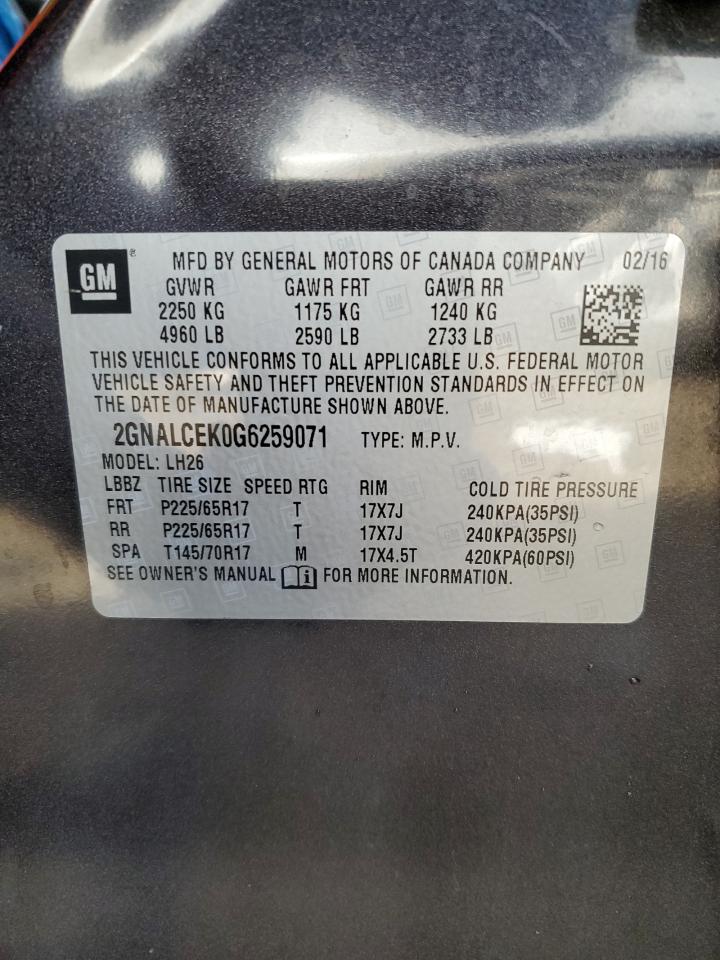 GM® MFD BY GENERAL MOTORS OF CANADA COMPANY 02/16
GVWR GAWR FRT GAWR RR
2250 KG 1175 KG 1240 KG
4960 LB 2590 LB 2733 LB
THIS VEHICLE CONFORMS TO ALL APPLICABLE U.S. FEDERAL MOTOR
VEHICLE SAFETY AND THEFT PREVENTION STANDARDS IN EFFECT ON
THE DATE OF MANUFACTURE SHOWN ABOVE.
2GNALCEK0G6259071 TYPE: M.P.V.
MODEL: LH26
LBBZ TIRE SIZE SPEED RTG RIM COLD TIRE PRESSURE
FRT P225/65R17 T 17X7J 240KPA(35PSI)
RR P225/65R17 T 17X7J 240KPA(35PSI)
SPA T145/70R17 M 17X4.5T 420KPA(60PSI)
SEE OWNER'S MANUAL i FOR MORE INFORMATION.